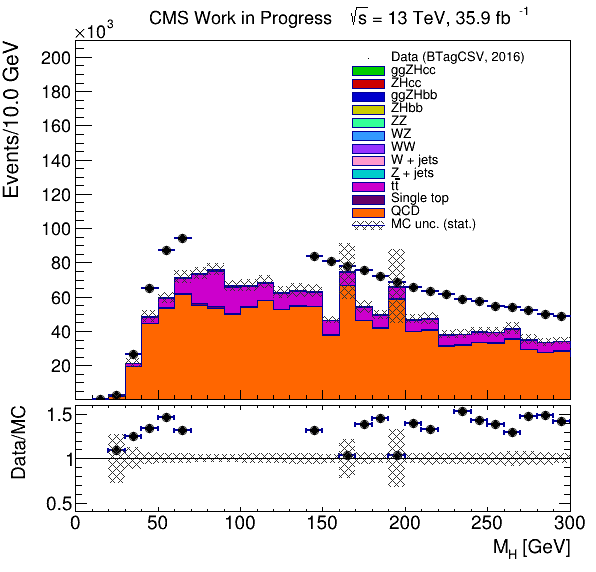 CMS Work in Progress √s = 13 TeV, 35.9 fb⁻¹
×10³
Events/10.0 GeV
200
180
160
140
120
100
80
60
40
20
Data (BTagCSV, 2016)
ggZHcc
ZHcc
ggZHbb
ZHbb
ZZ
WZ
WW
W + jets
Z + jets
tt̅
Single top
QCD
MC unc. (stat.)
Data/MC
1.5
1
0.5
0 50 100 150 200 250 300
M_H [GeV]